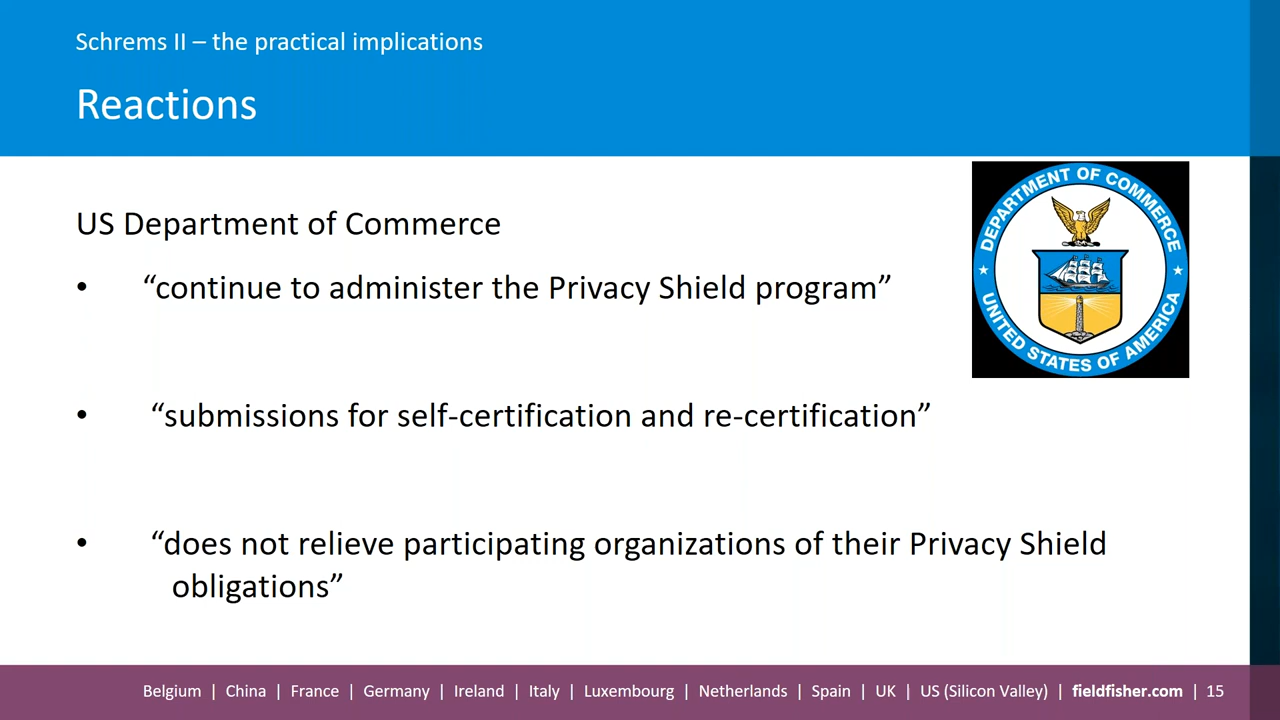 Schrems II – the practical implications
Reactions
US Department of Commerce
• “continue to administer the Privacy Shield program”
• “submissions for self-certification and re-certification”
• “does not relieve participating organizations of their Privacy Shield
obligations”
DEPARTMENT OF COMMERCE
UNITED STATES OF AMERICA
Belgium | China | France | Germany | Ireland | Italy | Luxembourg | Netherlands | Spain | UK | US (Silicon Valley) | fieldfisher.com | 15